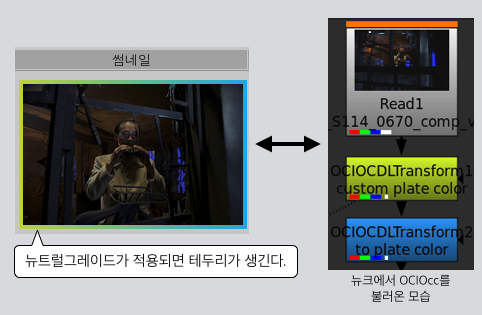 썸네일
뉴트럴그레이드가 적용되면 테두리가 생긴다.
Read1
_S114_0670_comp_v
OCIOCDLTransform1
custom plate color
OCIOCDLTransform2
to plate color
뉴크에서 OCIOcc를
불러온 모습